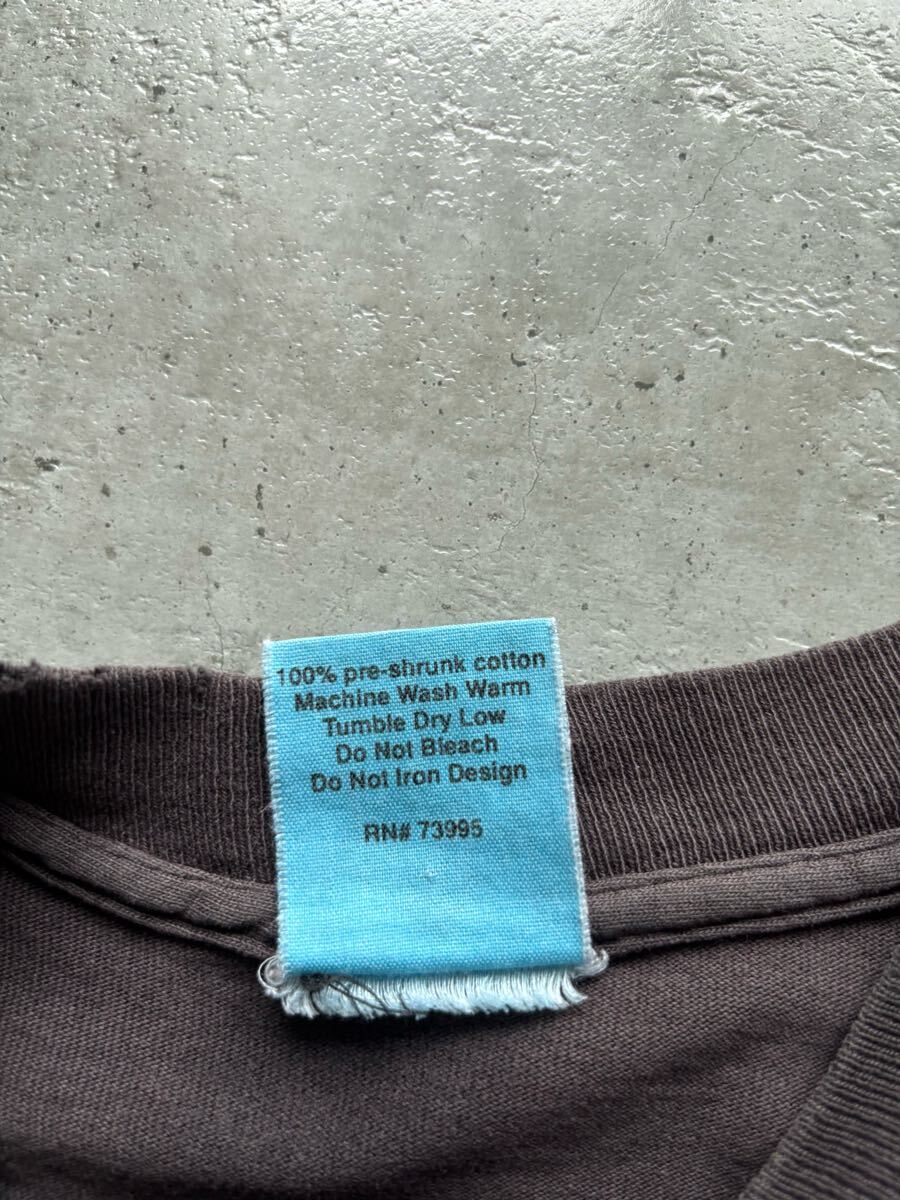 100% pre-shrunk cotton
Machine Wash Warm
Tumble Dry Low
Do Not Bleach
Do Not Iron Design
RN# 73995